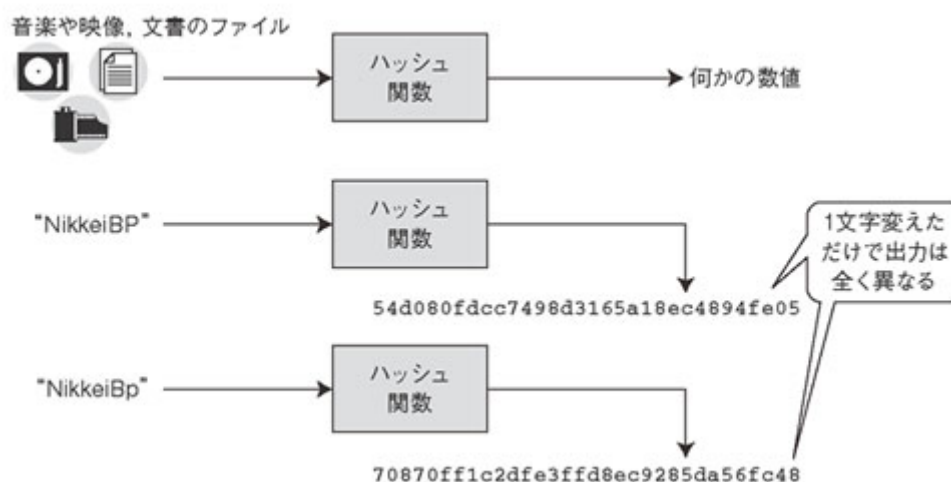 音楽や映像，文書のファイル
ハッシュ
関数
何かの数値
"NikkeiBP"
ハッシュ
関数
54d080fdcc7498d3165a18ec4894fe05
1文字変えた
だけで出力は
全く異なる
"NikkeiBp"
ハッシュ
関数
70870ff1c2dfe3ffd8ec9285da56fc48